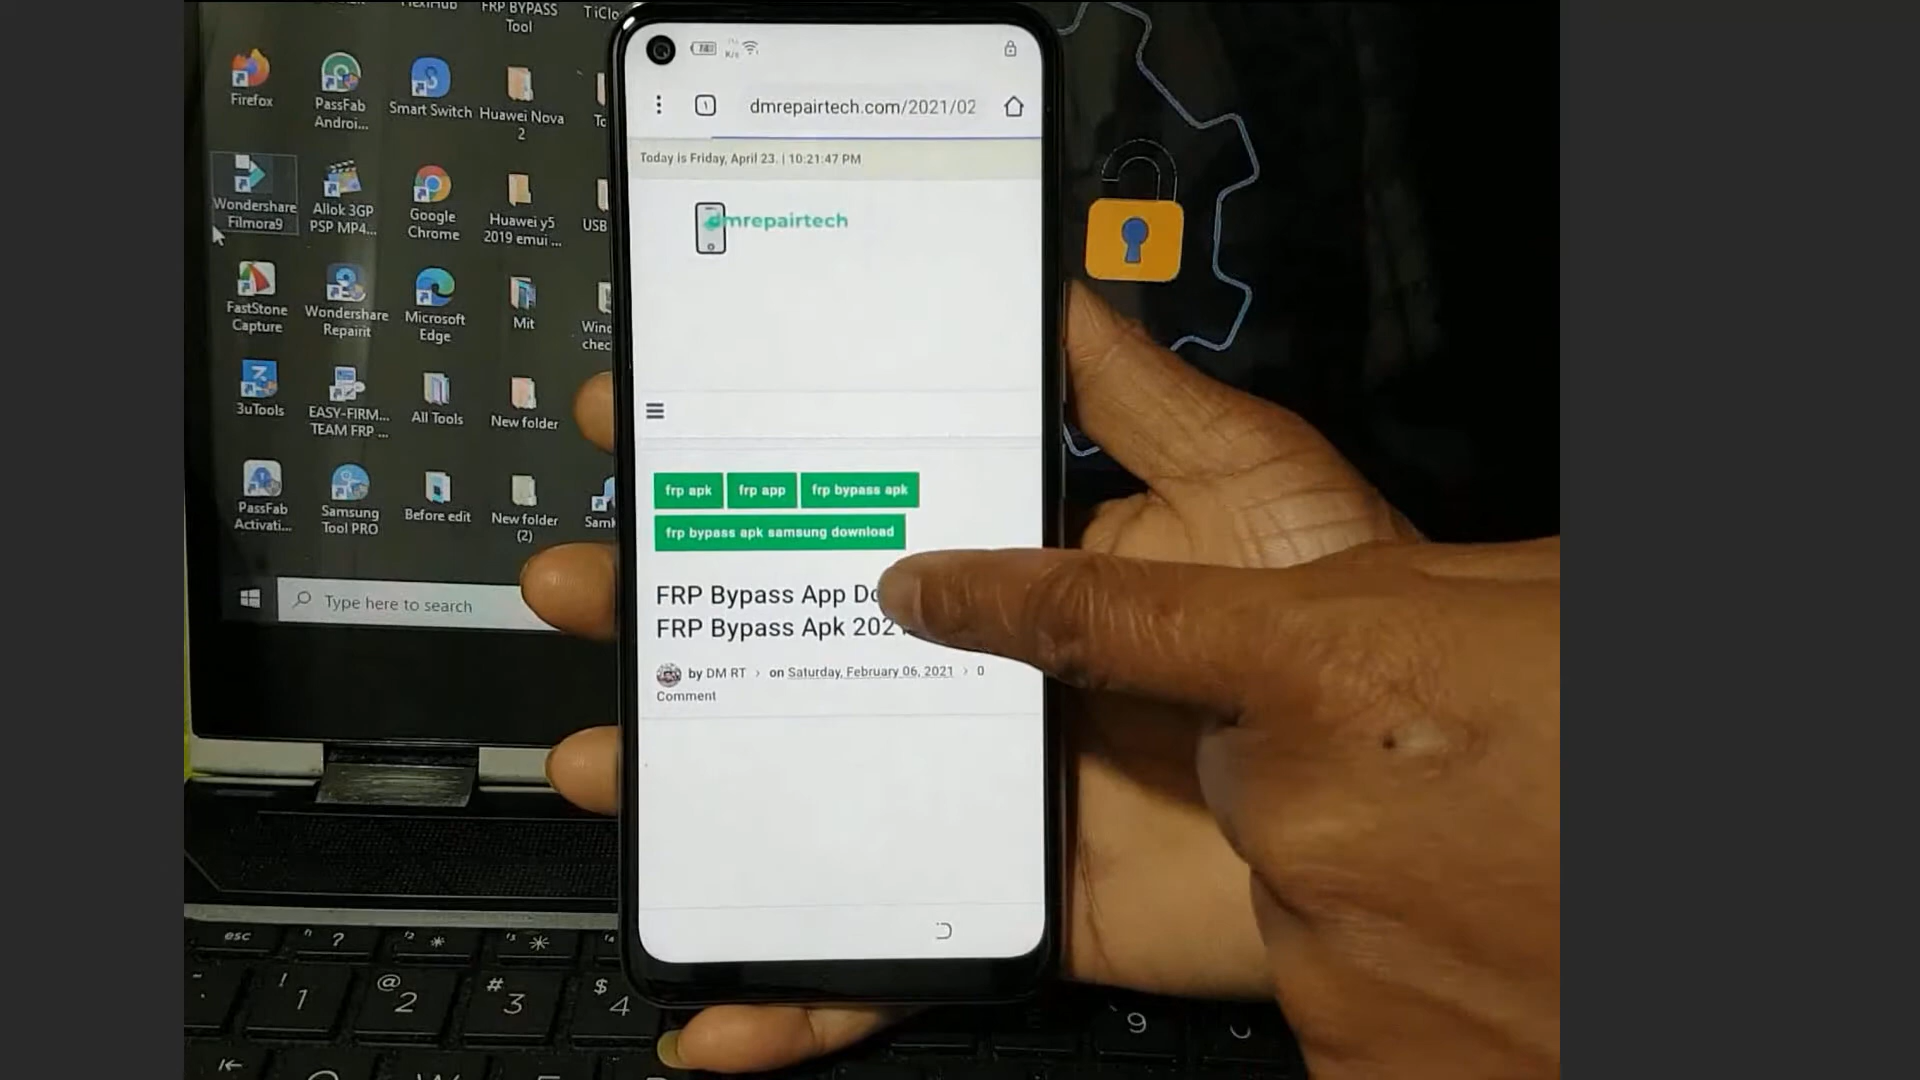 FRP BYPASS
Tool
Firefox
PassFab
Androi...
Smart Switch
Huawei Nova
2
Wondershare
Filmora9
Allok 3GP
PSP MP4...
Google
Chrome
Huawei y5
2019 emui ...
USB
FastStone
Capture
Wondershare
Repairit
Microsoft
Edge
Mit
3uTools
EASY-FIRM...
TEAM FRP ...
All Tools
New folder
PassFab
Activati...
Samsung
Tool PRO
Before edit
New folder
(2)
Type here to search
dmrepairtech.com/2021/02
Today is Friday, April 23. | 10:21:47 PM
dmrepairtech
frp apk
frp app
frp bypass apk
frp bypass apk samsung download
FRP Bypass App
FRP Bypass Apk
by DM RT › on Saturday, February 06, 2021 › 0
Comment
esc
?
*
*
! 1
@ 2
# 3
$ 4
9